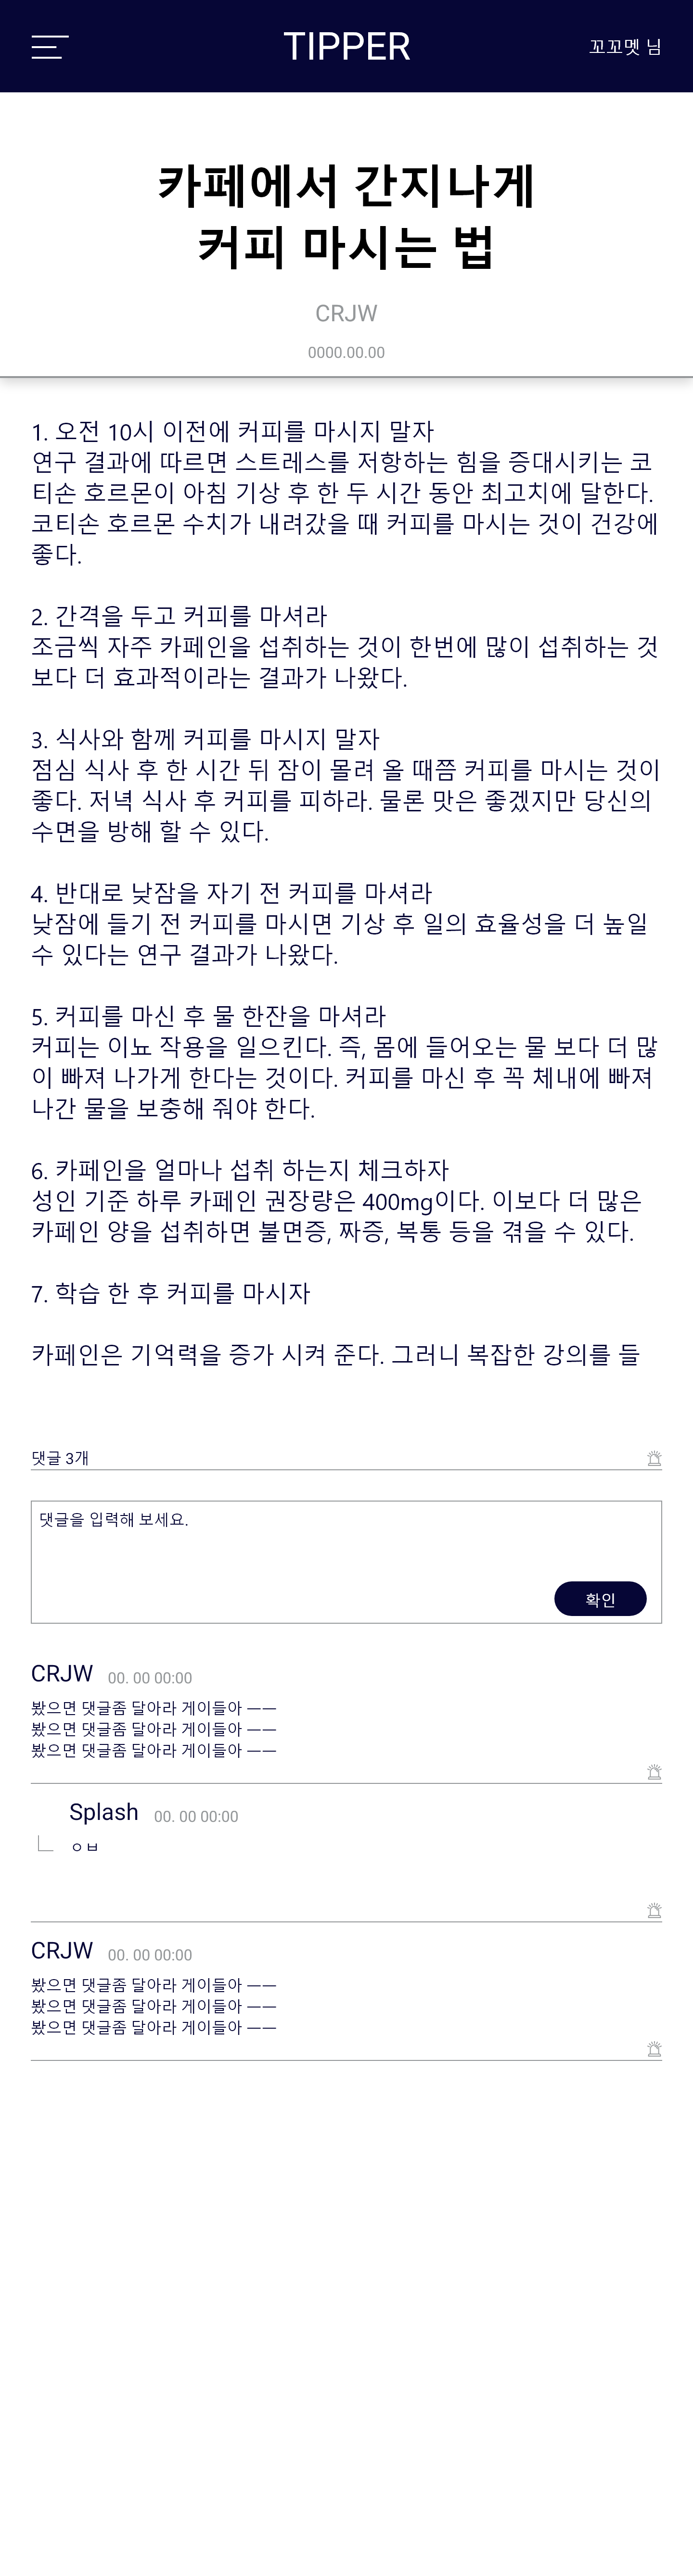 TIPPER
꼬꼬멧 님
카페에서 간지나게
커피 마시는 법
CRJW
0000.00.00
1. 오전 10시 이전에 커피를 마시지 말자
연구 결과에 따르면 스트레스를 저항하는 힘을 증대시키는 코
티손 호르몬이 아침 기상 후 한 두 시간 동안 최고치에 달한다.
코티손 호르몬 수치가 내려갔을 때 커피를 마시는 것이 건강에
좋다.
2. 간격을 두고 커피를 마셔라
조금씩 자주 카페인을 섭취하는 것이 한번에 많이 섭취하는 것
보다 더 효과적이라는 결과가 나왔다.
3. 식사와 함께 커피를 마시지 말자
점심 식사 후 한 시간 뒤 잠이 몰려 올 때쯤 커피를 마시는 것이
좋다. 저녁 식사 후 커피를 피하라. 물론 맛은 좋겠지만 당신의
수면을 방해 할 수 있다.
4. 반대로 낮잠을 자기 전 커피를 마셔라
낮잠에 들기 전 커피를 마시면 기상 후 일의 효율성을 더 높일
수 있다는 연구 결과가 나왔다.
5. 커피를 마신 후 물 한잔을 마셔라
커피는 이뇨 작용을 일으킨다. 즉, 몸에 들어오는 물 보다 더 많
이 빠져 나가게 한다는 것이다. 커피를 마신 후 꼭 체내에 빠져
나간 물을 보충해 줘야 한다.
6. 카페인을 얼마나 섭취 하는지 체크하자
성인 기준 하루 카페인 권장량은 400mg이다. 이보다 더 많은
카페인 양을 섭취하면 불면증, 짜증, 복통 등을 겪을 수 있다.
7. 학습 한 후 커피를 마시자
카페인은 기억력을 증가 시켜 준다. 그러니 복잡한 강의를 들
댓글 3개
댓글을 입력해 보세요.
확인
CRJW 00. 00 00:00
봤으면 댓글좀 달아라 게이들아 ㅡㅡ
봤으면 댓글좀 달아라 게이들아 ㅡㅡ
봤으면 댓글좀 달아라 게이들아 ㅡㅡ
Splash 00. 00 00:00
ㅇㅂ
CRJW 00. 00 00:00
봤으면 댓글좀 달아라 게이들아 ㅡㅡ
봤으면 댓글좀 달아라 게이들아 ㅡㅡ
봤으면 댓글좀 달아라 게이들아 ㅡㅡ